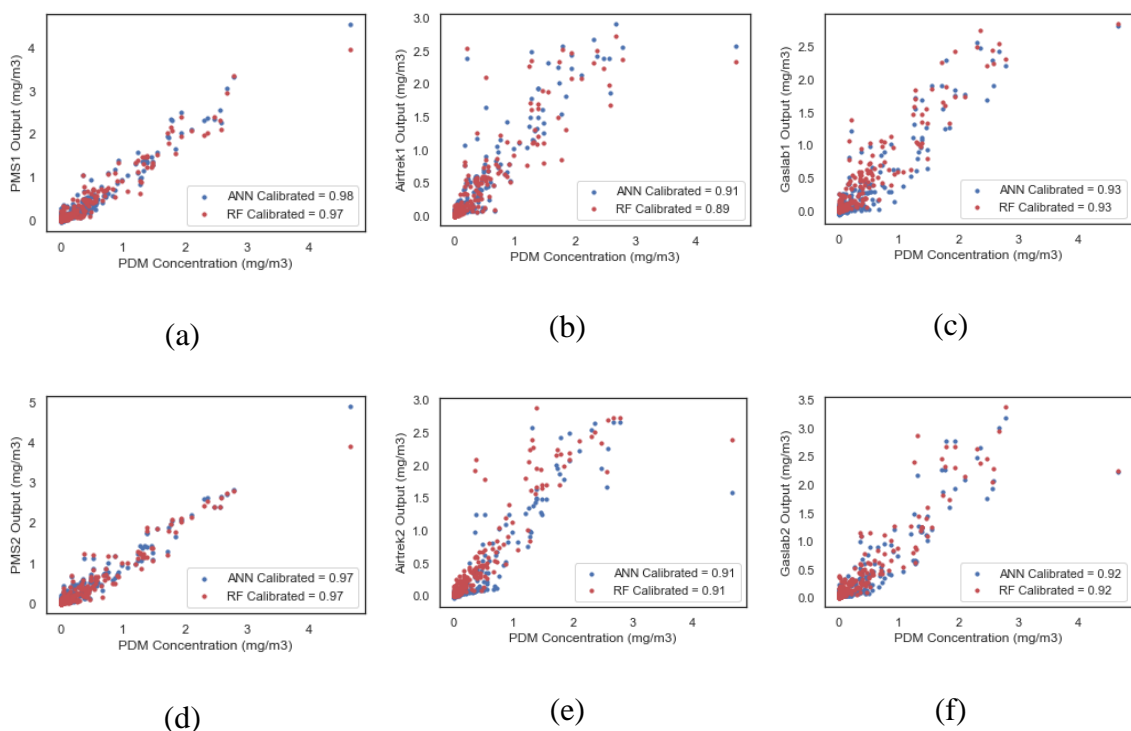 PMS1 Output (mg/m3)
4
3
2
1
0
ANN Calibrated = 0.98
RF Calibrated = 0.97
0 1 2 3 4
PDM Concentration (mg/m3)
(a)
Airtrek1 Output (mg/m3)
3.0
2.5
2.0
1.5
1.0
0.5
0.0
ANN Calibrated = 0.91
RF Calibrated = 0.89
0 1 2 3 4
PDM Concentration (mg/m3)
(b)
Gaslab1 Output (mg/m3)
2.5
2.0
1.5
1.0
0.5
0.0
ANN Calibrated = 0.93
RF Calibrated = 0.93
0 1 2 3 4
PDM Concentration (mg/m3)
(c)
PMS2 Output (mg/m3)
5
4
3
2
1
0
ANN Calibrated = 0.97
RF Calibrated = 0.97
0 1 2 3 4
PDM Concentration (mg/m3)
(d)
Airtrek2 Output (mg/m3)
3.0
2.5
2.0
1.5
1.0
0.5
0.0
ANN Calibrated = 0.91
RF Calibrated = 0.91
0 1 2 3 4
PDM Concentration (mg/m3)
(e)
Gaslab2 Output (mg/m3)
3.5
3.0
2.5
2.0
1.5
1.0
0.5
0.0
ANN Calibrated = 0.92
RF Calibrated = 0.92
0 1 2 3 4
PDM Concentration (mg/m3)
(f)